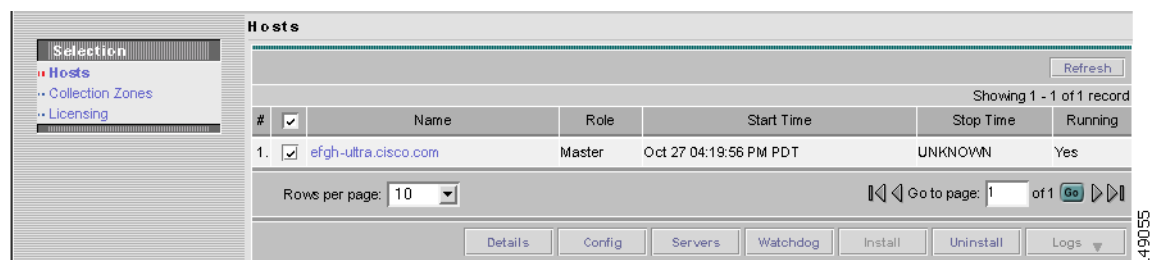 Hosts
Selection
Hosts
Collection Zones
Licensing
Refresh
Showing 1 - 1 of 1 record
# Name Role Start Time Stop Time Running
1. efgh-ultra.cisco.com Master Oct 27 04:19:56 PM PDT UNKNOWN Yes
Rows per page: 10 Go to page: 1 of 1 Go
Details Config Servers Watchdog Install Uninstall Logs
149055